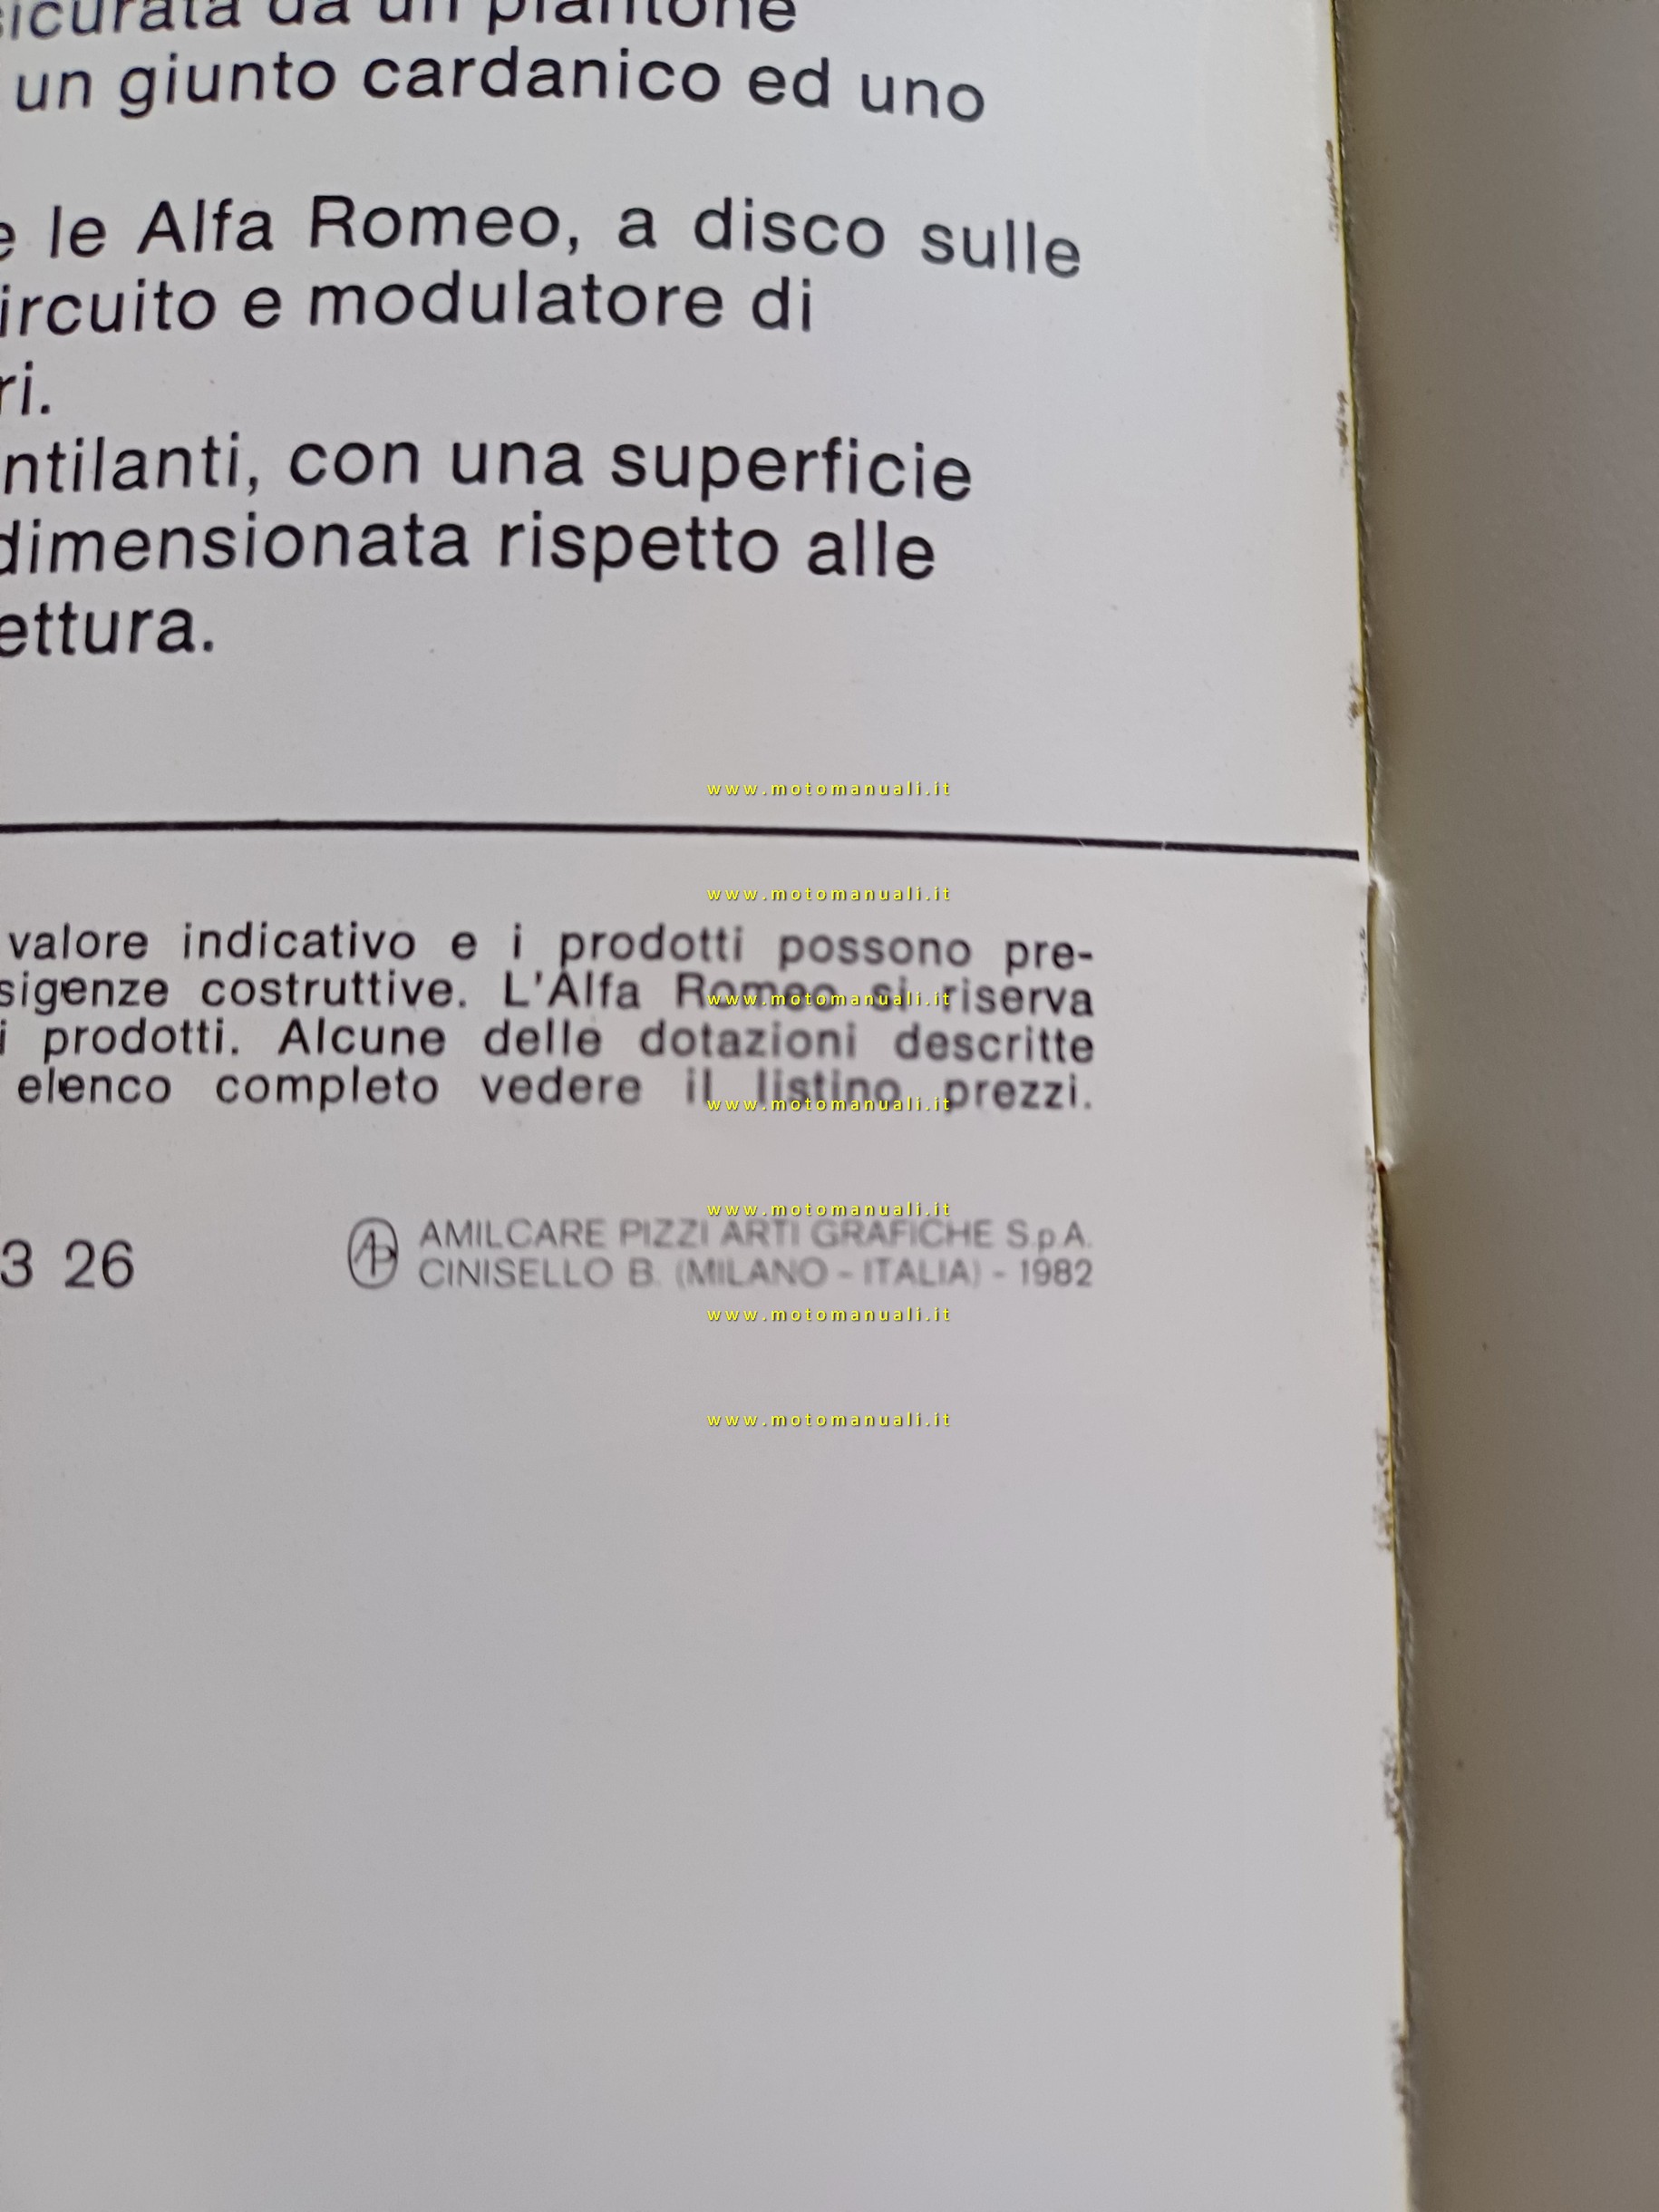 sicurata da un piantone
un giunto cardanico ed uno
e le Alfa Romeo, a disco sulle
ircuito e modulatore di
ri.
ntilanti, con una superficie
dimensionata rispetto alle
ettura.
www.motomanuali.it
www.motomanuali.it
valore indicativo e i prodotti possono pre-
sigenze costruttive. L'Alfa Romeo si riserva
www.motomanuali.it
i prodotti. Alcune delle dotazioni descritte
elenco completo vedere il listino prezzi.
www.motomanuali.it
www.motomanuali.it
3 26
AMILCARE PIZZI ARTI GRAFICHE S.p.A.
CINISELLO B. (MILANO - ITALIA) - 1982
www.motomanuali.it
www.motomanuali.it